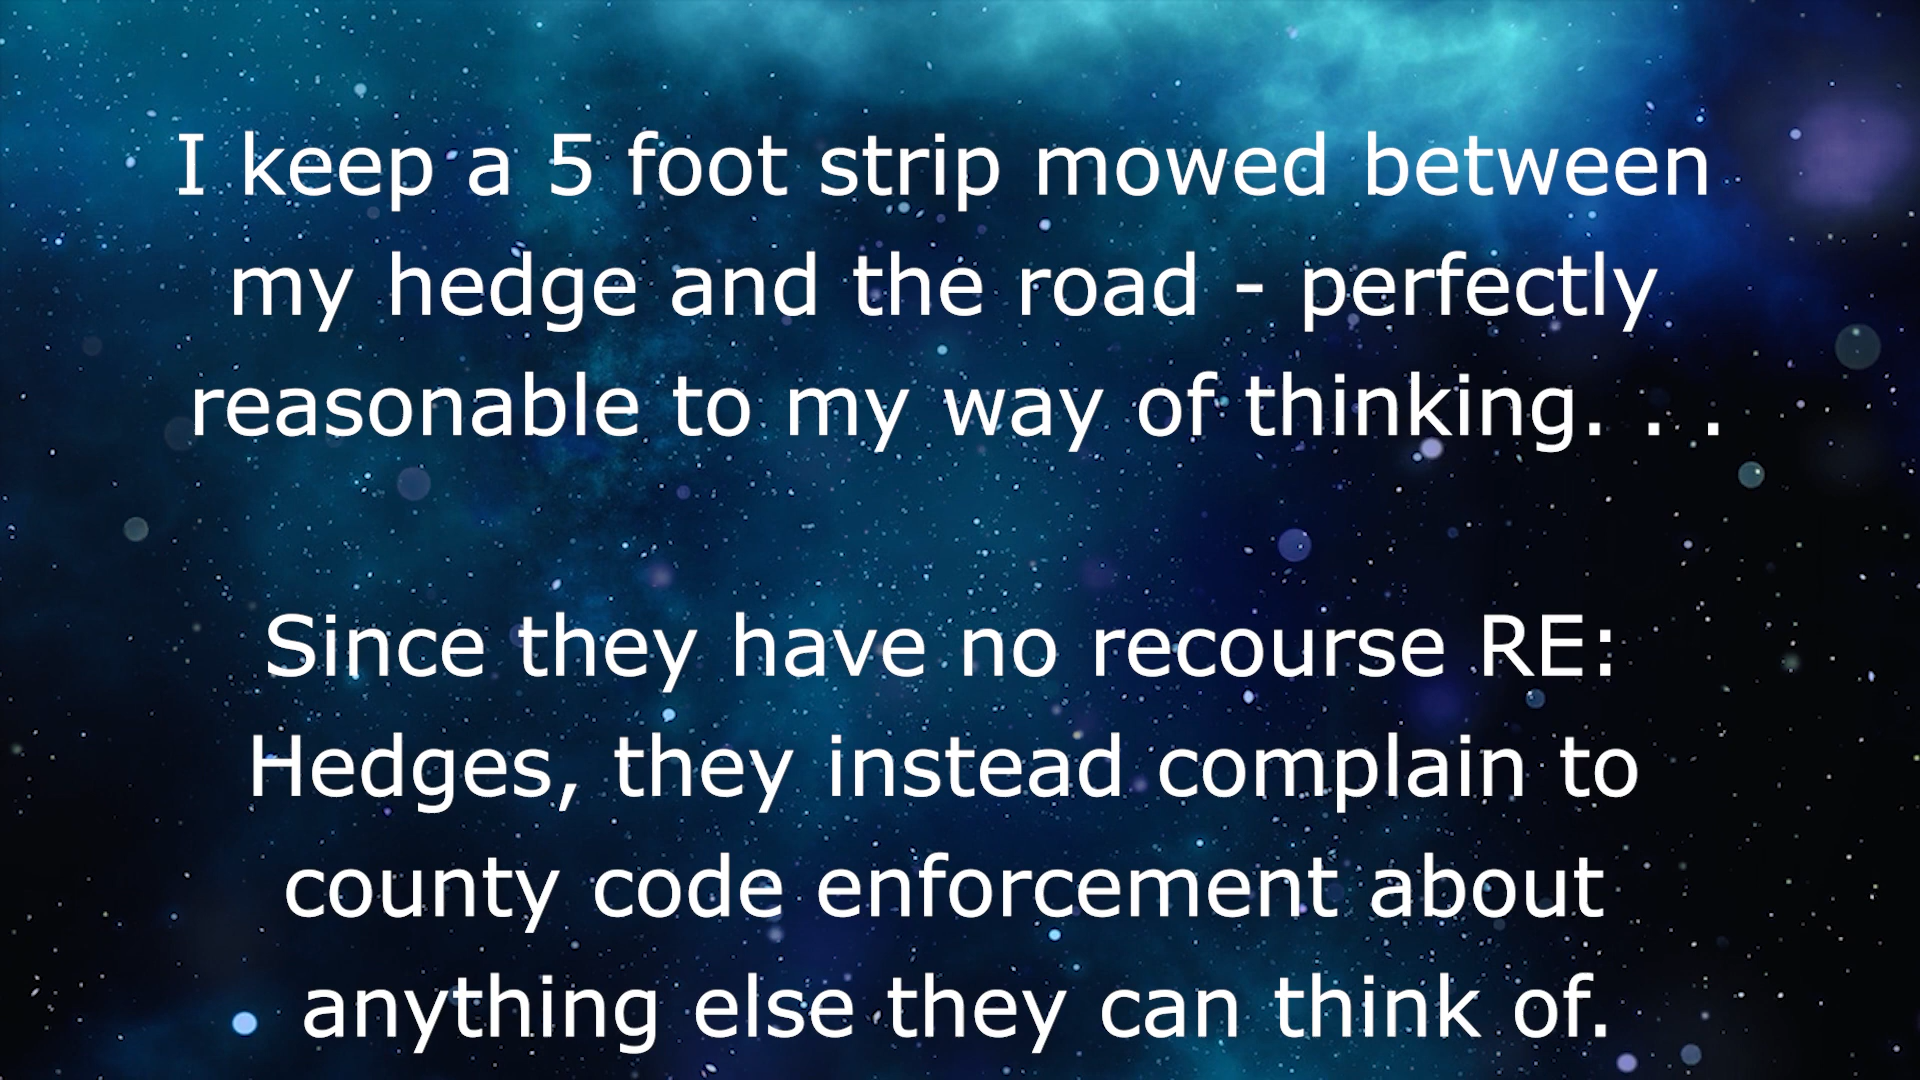 I keep a 5 foot strip mowed between
my hedge and the road - perfectly
reasonable to my way of thinking. . .
Since they have no recourse RE:
Hedges, they instead complain to
county code enforcement about
anything else they can think of.